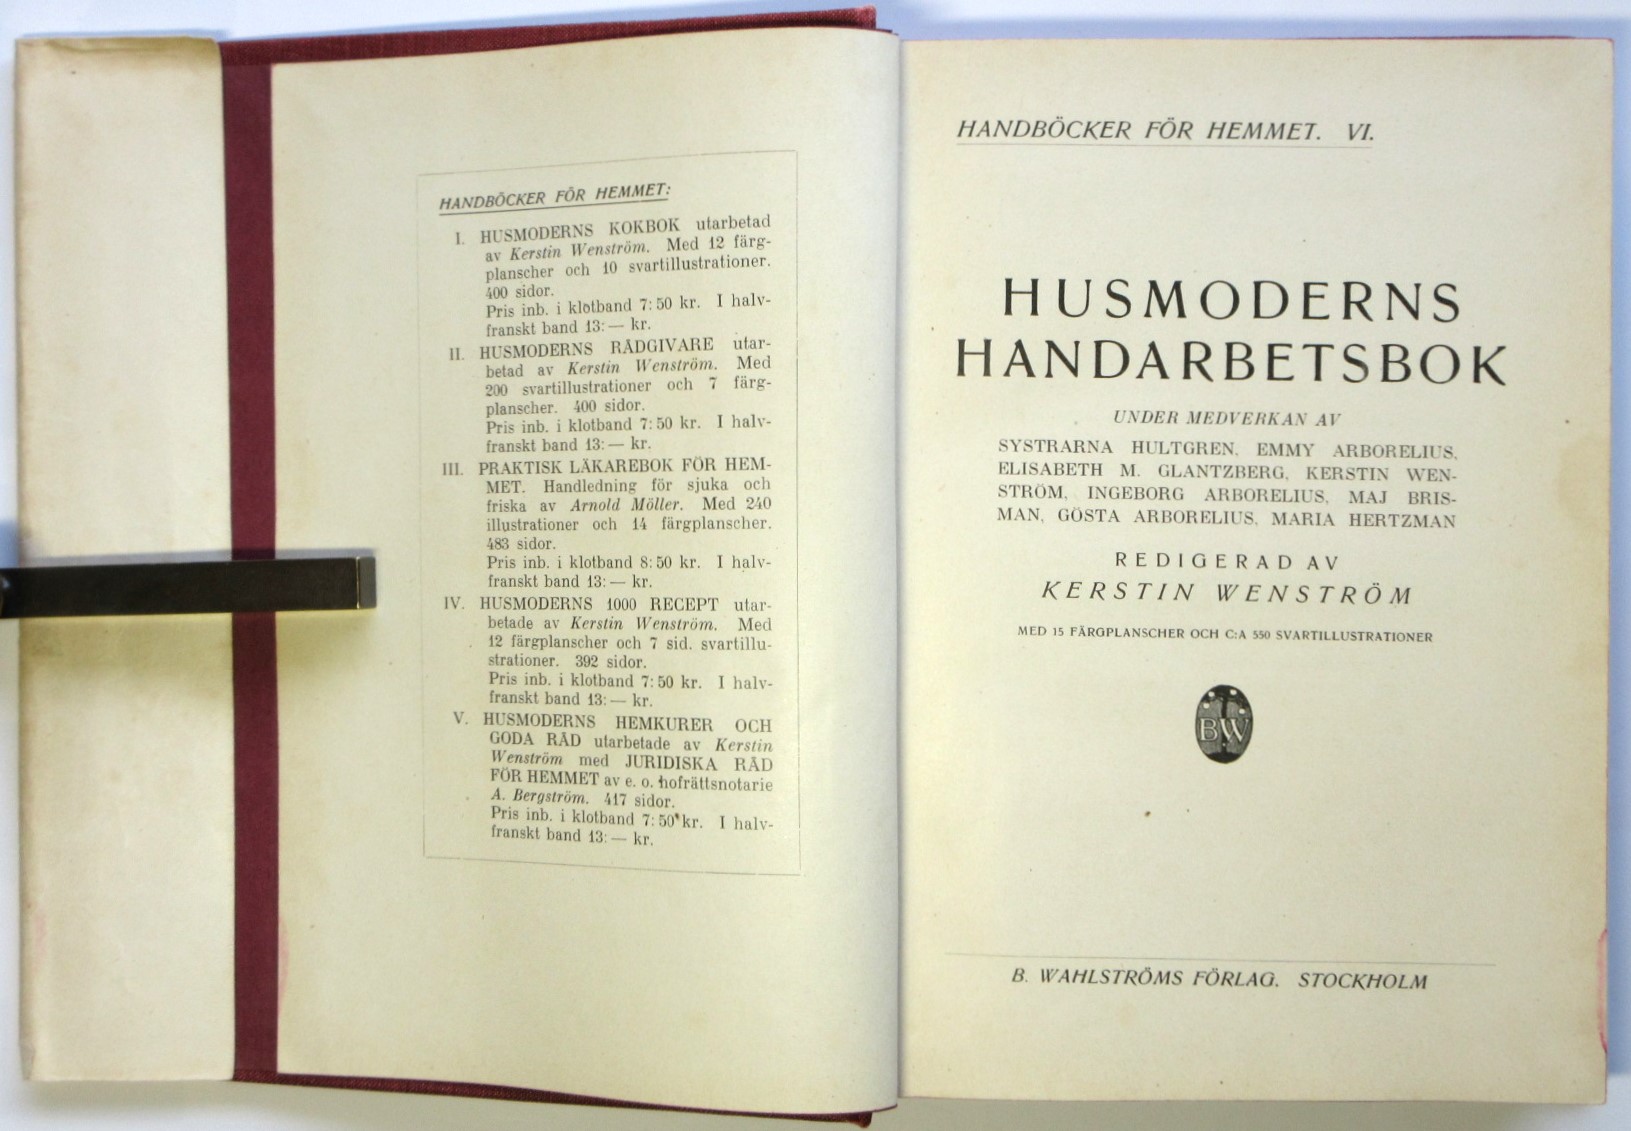 HANDBÖCKER FÖR HEMMET:
I. HUSMODERNS KOKBOK utarbetad
av Kerstin Wenström. Med 12 färg-
planscher och 10 svartillustrationer.
400 sidor.
Pris inb. i klotband 7:50 kr. I halv-
franskt band 13:— kr.
II. HUSMODERNS RÅDGIVARE utar-
betad av Kerstin Wenström. Med
200 svartillustrationer och 7 färg-
planscher. 400 sidor.
Pris inb. i klotband 7:50 kr. I halv-
franskt band 13:— kr.
III. PRAKTISK LÄKAREBOK FÖR HEM-
MET. Handledning för sjuka och
friska av Arnold Möller. Med 240
illustrationer och 14 färgplanscher.
483 sidor.
Pris inb. i klotband 8:50 kr. I halv-
franskt band 13:— kr.
IV. HUSMODERNS 1000 RECEPT utar-
betade av Kerstin Wenström. Med
12 färgplanscher och 7 sid. svartillu-
strationer. 392 sidor.
Pris inb. i klotband 7:50 kr. I halv-
franskt band 13:— kr.
V. HUSMODERNS HEMKURER OCH
GODA RÅD utarbetade av Kerstin
Wenström med JURIDISKA RÅD
FÖR HEMMET av e. o. hofrättsnotarie
A. Bergström. 417 sidor.
Pris inb. i klotband 7:50 kr. I halv-
franskt band 13:— kr.
HANDBÖCKER FÖR HEMMET. VI.
HUSMODERNS
HANDARBETSBOK
UNDER MEDVERKAN AV
SYSTRARNA HULTGREN, EMMY ARBORELIUS,
ELISABETH M. GLANTZBERG, KERSTIN WEN-
STRÖM, INGEBORG ARBORELIUS, MAJ BRIS-
MAN, GÖSTA ARBORELIUS, MARIA HERTZMAN
REDIGERAD AV
KERSTIN WENSTRÖM
MED 15 FÄRGPLANSCHER OCH C:A 550 SVARTILLUSTRATIONER
BW
B. WAHLSTRÖMS FÖRLAG. STOCKHOLM